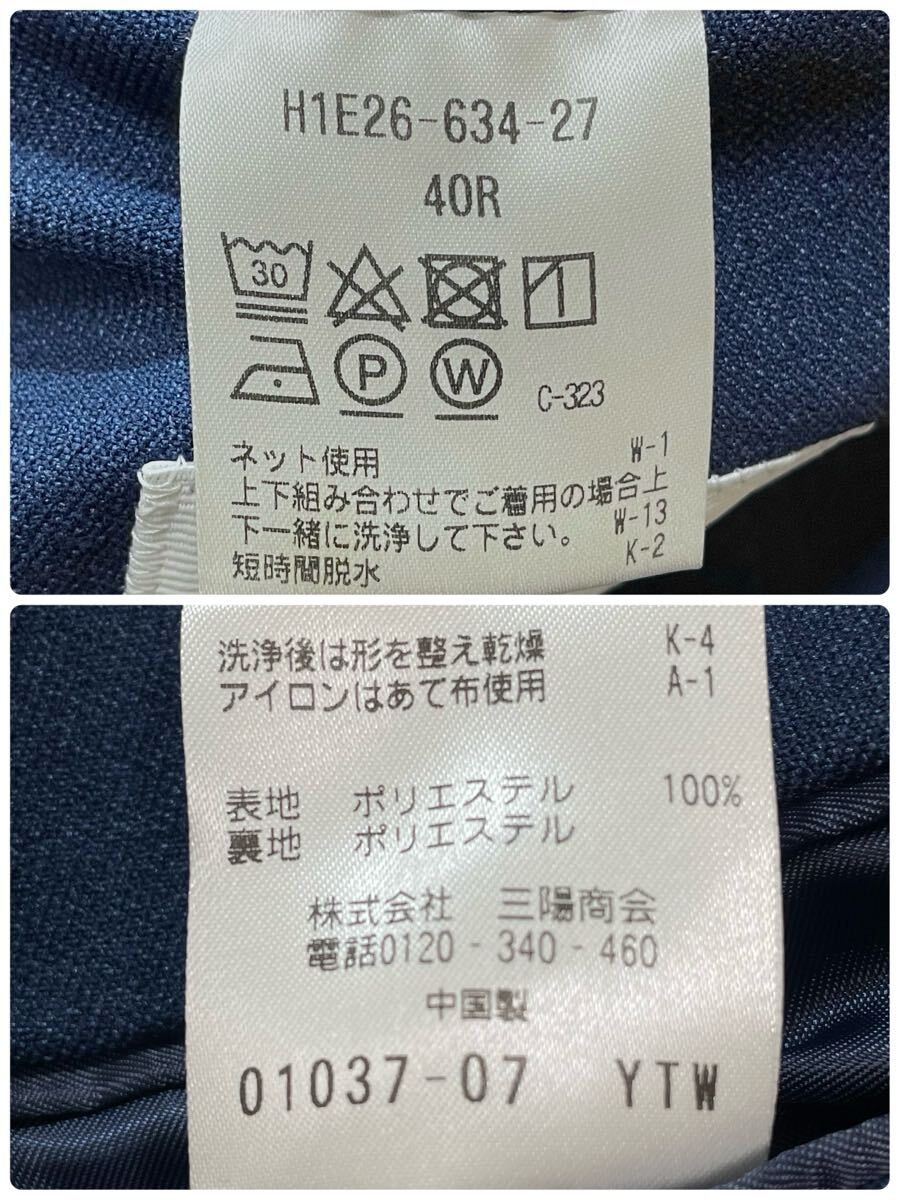 H1E26-634-27
40R
30
P W C-323
ネット使用 W-1
上下組み合わせでご着用の場合上
下一緒に洗浄して下さい。 W-13
短時間脱水 K-2
洗浄後は形を整え乾燥 K-4
アイロンはあて布使用 A-1
表地 ポリエステル 100%
裏地 ポリエステル
株式会社 三陽商会
電話0120-340-460
中国製
01037-07 YTW